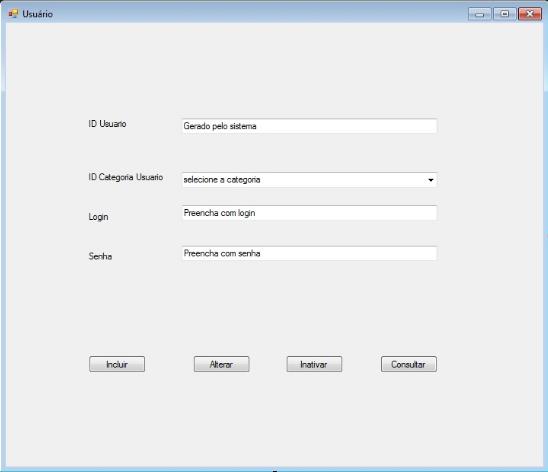 Usuário
ID Usuario
Gerado pelo sistema
ID Categoria Usuario
selecione a categoria
Login
Preencha com login
Senha
Preencha com senha
Incluir
Alterar
Inativar
Consultar